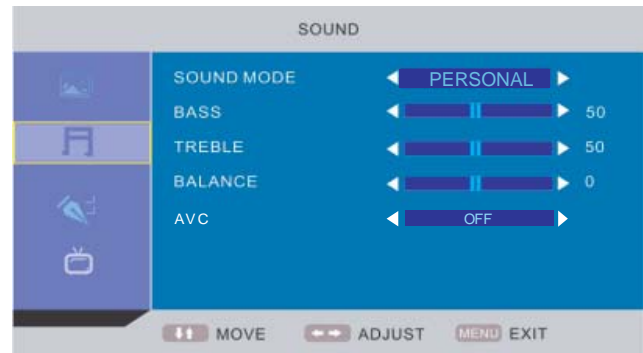 SOUND
SOUND MODE PERSONAL
BASS 50
TREBLE 50
BALANCE 0
AVC OFF
MOVE ADJUST MENU EXIT